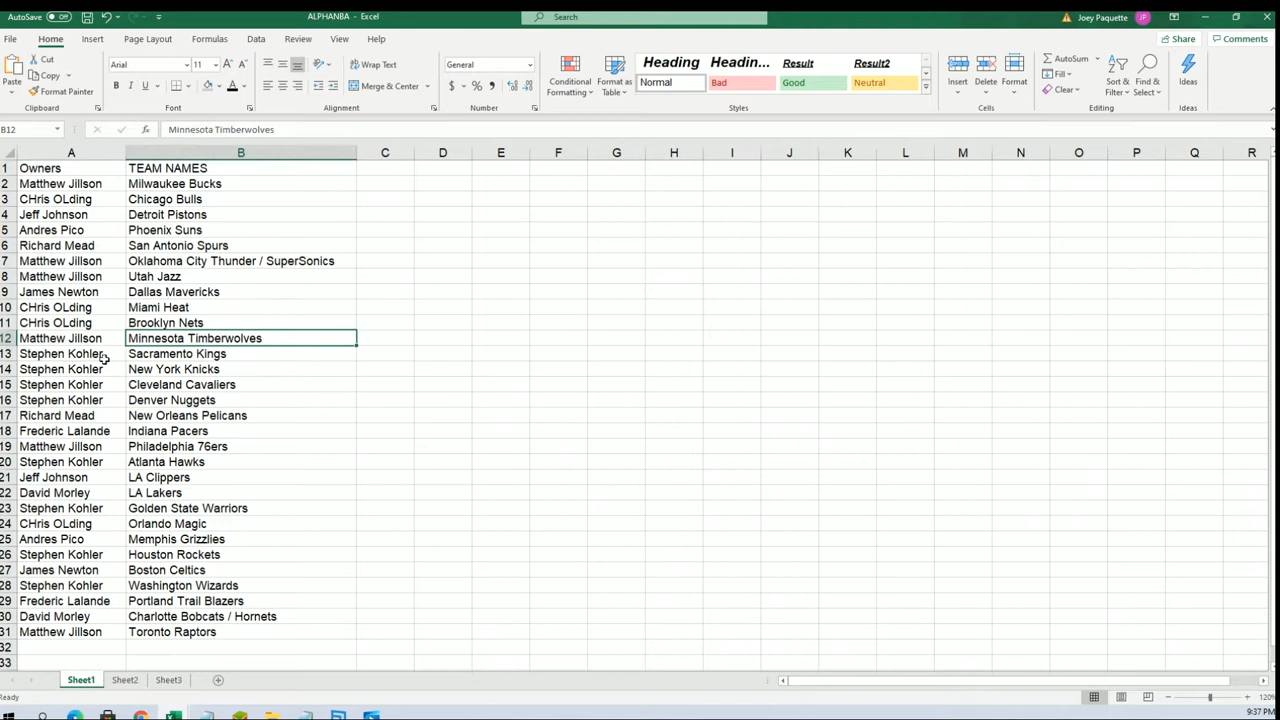 AutoSave Off ALPHANBA - Excel Search Joey Paquette JP
File Home Insert Draw Page Layout Formulas Data Review View Help Share Comments
Cut
Copy
Format Painter
Paste
Clipboard
Arial 11 A A
B I U
Font
Wrap Text
Merge & Center
Alignment
General
$ % ,
Number
Conditional Formatting
Format as Table
Heading Headin... Result Result2
Normal Bad Good Neutral
Styles
Insert Delete Format
Cells
AutoSum
Fill
Clear
Sort & Filter
Find & Select
Editing
Ideas
Ideas
B12 fx Minnesota Timberwolves
A B C D E F G H I J K L M N O P Q R
1 Owners TEAM NAMES
2 Matthew Jillson Milwaukee Bucks
3 CHris OLding Chicago Bulls
4 Jeff Johnson Detroit Pistons
5 Andres Pico Phoenix Suns
6 Richard Mead San Antonio Spurs
7 Matthew Jillson Oklahoma City Thunder / SuperSonics
8 Matthew Jillson Utah Jazz
9 James Newton Dallas Mavericks
10 CHris OLding Miami Heat
11 CHris OLding Brooklyn Nets
12 Matthew Jillson Minnesota Timberwolves
13 Stephen Kohler Sacramento Kings
14 Stephen Kohler New York Knicks
15 Stephen Kohler Cleveland Cavaliers
16 Stephen Kohler Denver Nuggets
17 Richard Mead New Orleans Pelicans
18 Frederic Lalande Indiana Pacers
19 Matthew Jillson Philadelphia 76ers
20 Stephen Kohler Atlanta Hawks
21 Jeff Johnson LA Clippers
22 David Morley LA Lakers
23 Stephen Kohler Golden State Warriors
24 CHris OLding Orlando Magic
25 Andres Pico Memphis Grizzlies
26 Stephen Kohler Houston Rockets
27 James Newton Boston Celtics
28 Stephen Kohler Washington Wizards
29 Frederic Lalande Portland Trail Blazers
30 David Morley Charlotte Bobcats / Hornets
31 Matthew Jillson Toronto Raptors
32
33
Sheet1 Sheet2 Sheet3
Ready 120%
9:37 PM